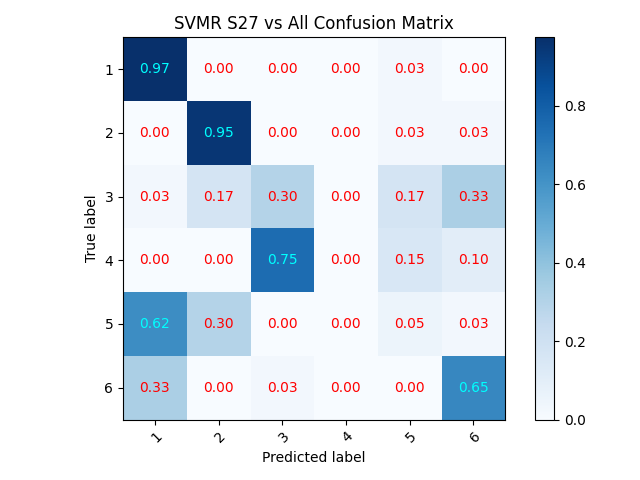 SVMR S27 vs All Confusion Matrix
True label
1 0.97 0.00 0.00 0.00 0.03 0.00
2 0.00 0.95 0.00 0.00 0.03 0.03
3 0.03 0.17 0.30 0.00 0.17 0.33
4 0.00 0.00 0.75 0.00 0.15 0.10
5 0.62 0.30 0.00 0.00 0.05 0.03
6 0.33 0.00 0.03 0.00 0.00 0.65
1 2 3 4 5 6
Predicted label
0.8
0.6
0.4
0.2
0.0